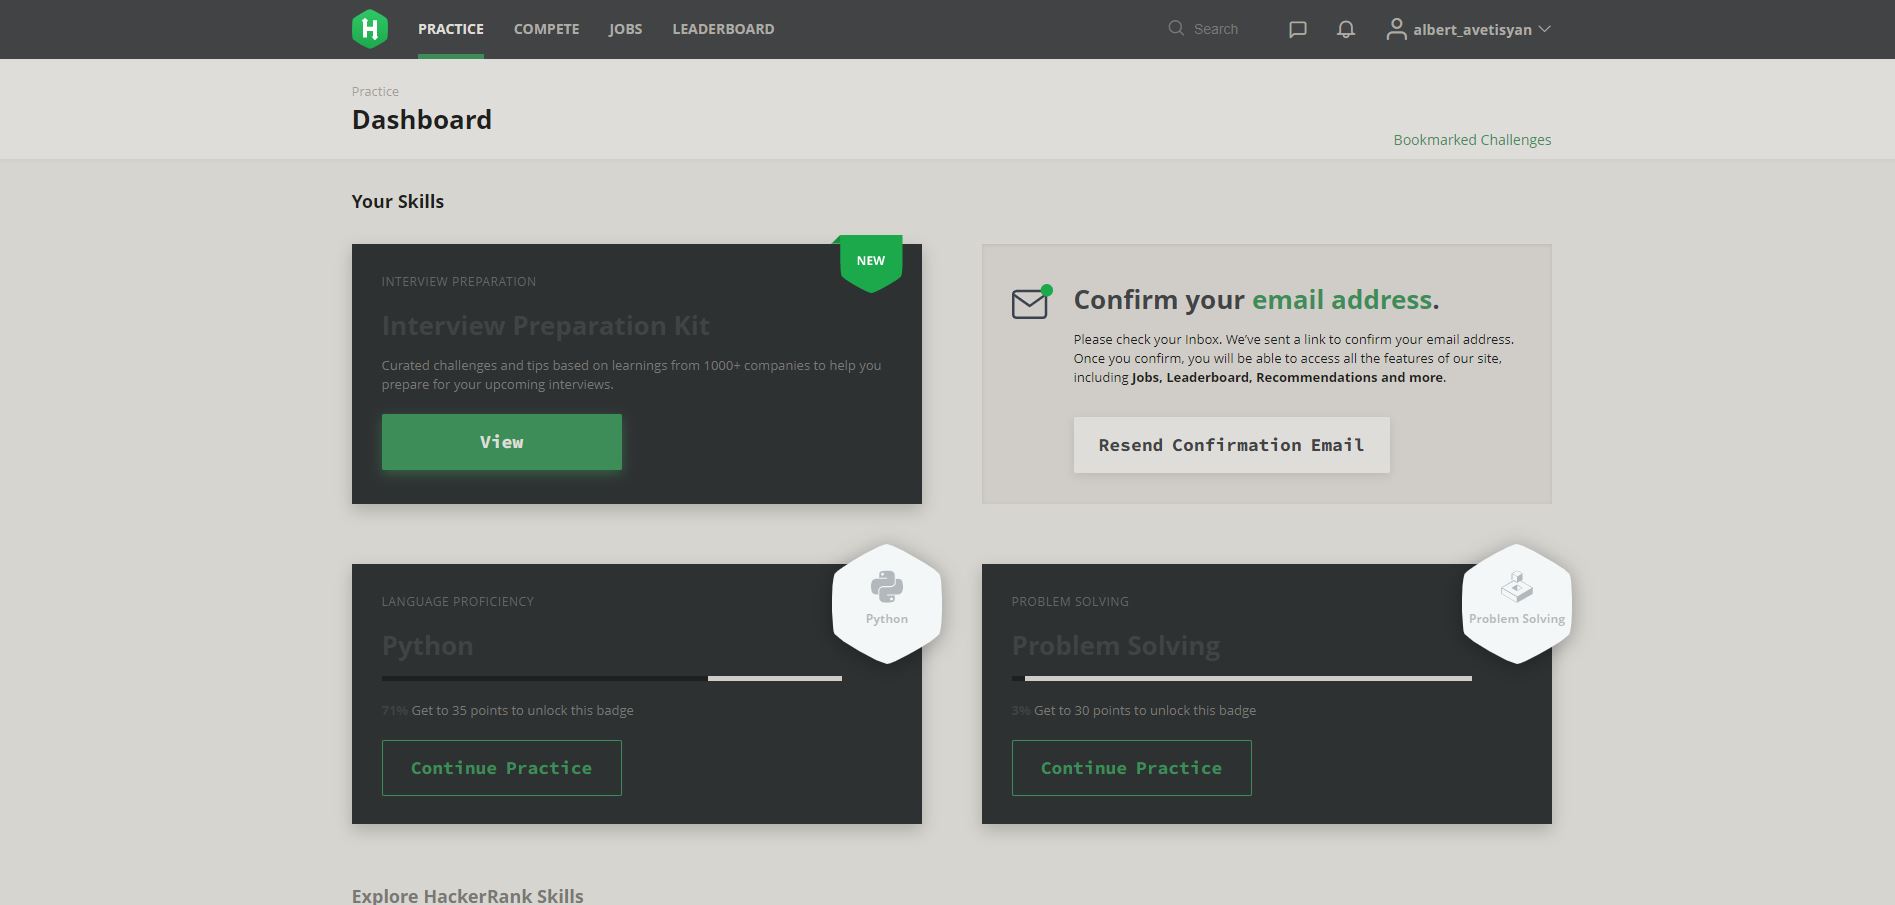 H PRACTICE COMPETE JOBS LEADERBOARD Search albert_avetisyan
Practice
Dashboard
Bookmarked Challenges
Your Skills
NEW
INTERVIEW PREPARATION
Interview Preparation Kit
Curated challenges and tips based on learnings from 1000+ companies to help you
prepare for your upcoming interviews.
View
Confirm your email address.
Please check your Inbox. We've sent a link to confirm your email address.
Once you confirm, you will be able to access all the features of our site,
including Jobs, Leaderboard, Recommendations and more.
Resend Confirmation Email
LANGUAGE PROFICIENCY
Python
Python
71% Get to 35 points to unlock this badge
Continue Practice
PROBLEM SOLVING
Problem Solving
Problem Solving
3% Get to 30 points to unlock this badge
Continue Practice
Explore HackerRank Skills